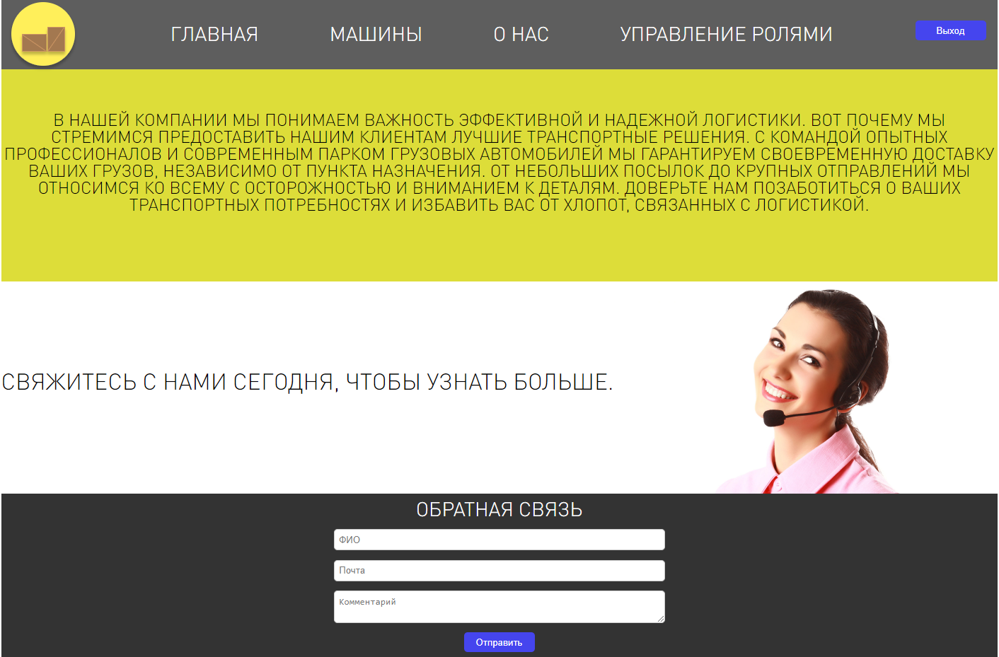 ГЛАВНАЯ МАШИНЫ О НАС УПРАВЛЕНИЕ РОЛЯМИ Выход
В НАШЕЙ КОМПАНИИ МЫ ПОНИМАЕМ ВАЖНОСТЬ ЭФФЕКТИВНОЙ И НАДЕЖНОЙ ЛОГИСТИКИ. ВОТ ПОЧЕМУ МЫ
СТРЕМИМСЯ ПРЕДОСТАВИТЬ НАШИМ КЛИЕНТАМ ЛУЧШИЕ ТРАНСПОРТНЫЕ РЕШЕНИЯ. С КОМАНДОЙ ОПЫТНЫХ
ПРОФЕССИОНАЛОВ И СОВРЕМЕННЫМ ПАРКОМ ГРУЗОВЫХ АВТОМОБИЛЕЙ МЫ ГАРАНТИРУЕМ СВОЕВРЕМЕННУЮ ДОСТАВКУ
ВАШИХ ГРУЗОВ, НЕЗАВИСИМО ОТ ПУНКТА НАЗНАЧЕНИЯ. ОТ НЕБОЛЬШИХ ПОСЫЛОК ДО КРУПНЫХ ОТПРАВЛЕНИЙ МЫ
ОТНОСИМСЯ КО ВСЕМУ С ОСТОРОЖНОСТЬЮ И ВНИМАНИЕМ К ДЕТАЛЯМ. ДОВЕРЬТЕ НАМ ПОЗАБОТИТЬСЯ О ВАШИХ
ТРАНСПОРТНЫХ ПОТРЕБНОСТЯХ И ИЗБАВИТЬ ВАС ОТ ХЛОПОТ, СВЯЗАННЫХ С ЛОГИСТИКОЙ.
СВЯЖИТЕСЬ С НАМИ СЕГОДНЯ, ЧТОБЫ УЗНАТЬ БОЛЬШЕ.
ОБРАТНАЯ СВЯЗЬ
ФИО
Почта
Комментарий
Отправить